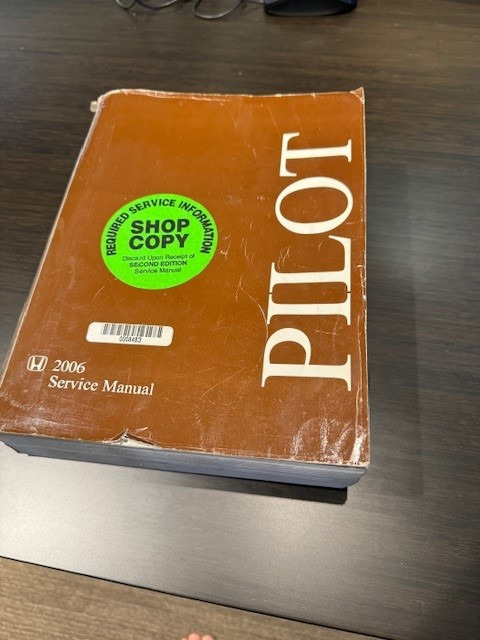 PILOT
REQUIRED SERVICE INFORMATION
SHOP
COPY
Discard Upon Receipt of
SECOND EDITION
Service Manual
2006
Service Manual